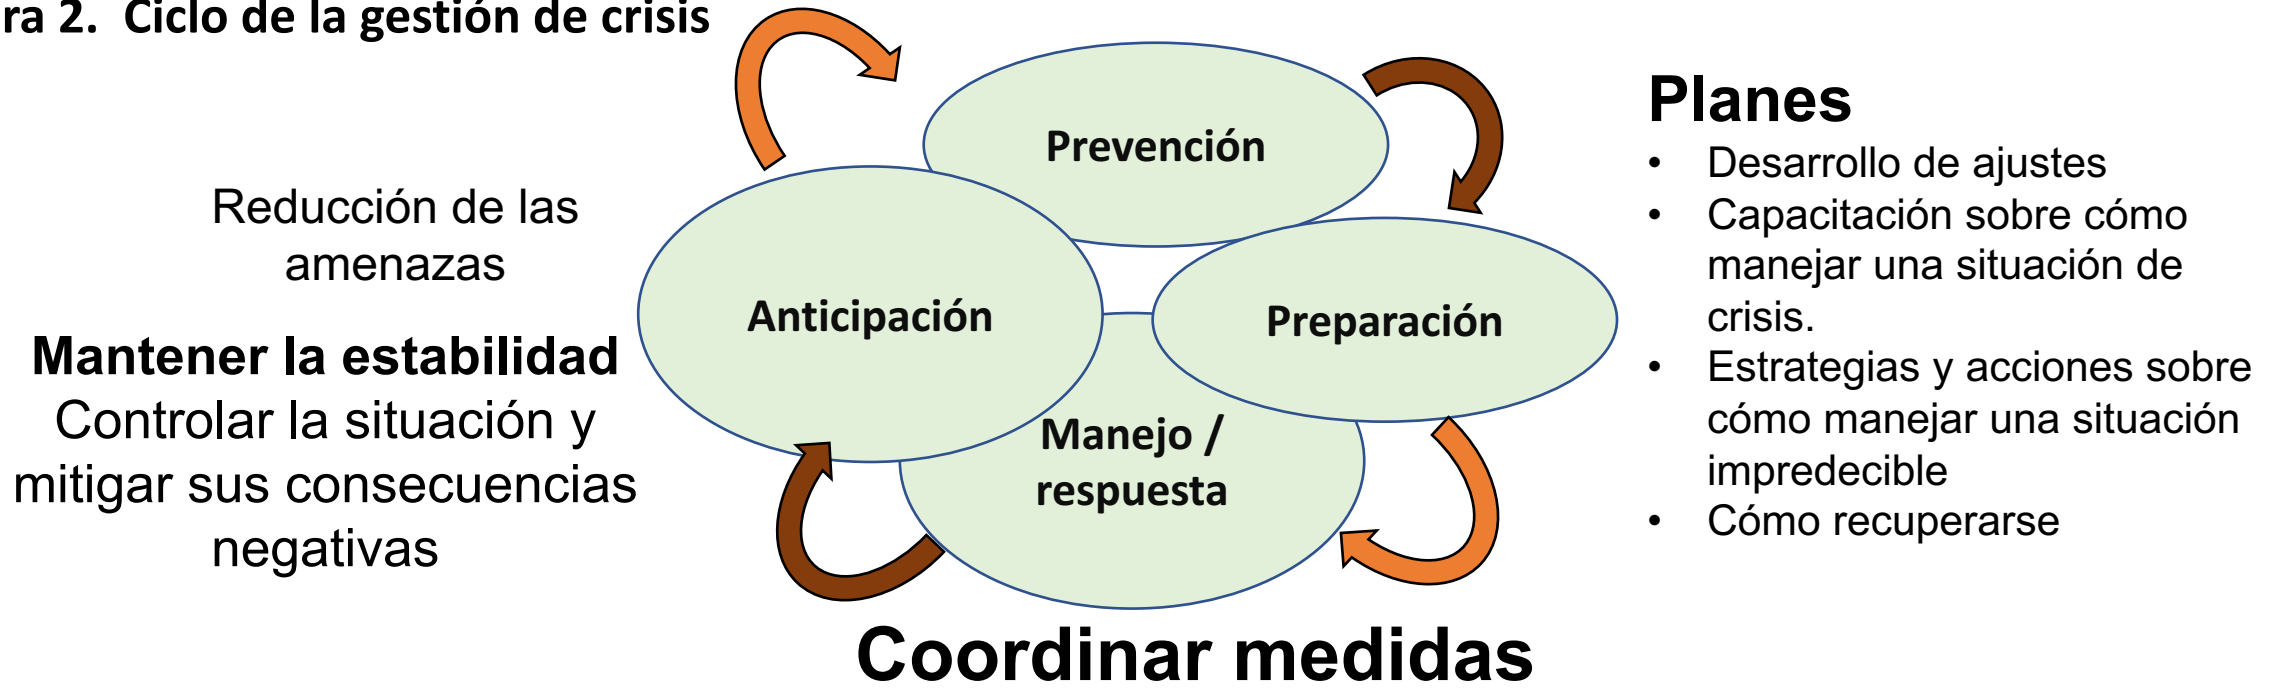 ra 2. Ciclo de la gestión de crisis
Prevención
Anticipación
Preparación
Manejo /
respuesta
Reducción de las
amenazas
Mantener la estabilidad
Controlar la situación y
mitigar sus consecuencias
negativas
Planes
• Desarrollo de ajustes
• Capacitación sobre cómo
manejar una situación de
crisis.
• Estrategias y acciones sobre
cómo manejar una situación
impredecible
• Cómo recuperarse
Coordinar medidas